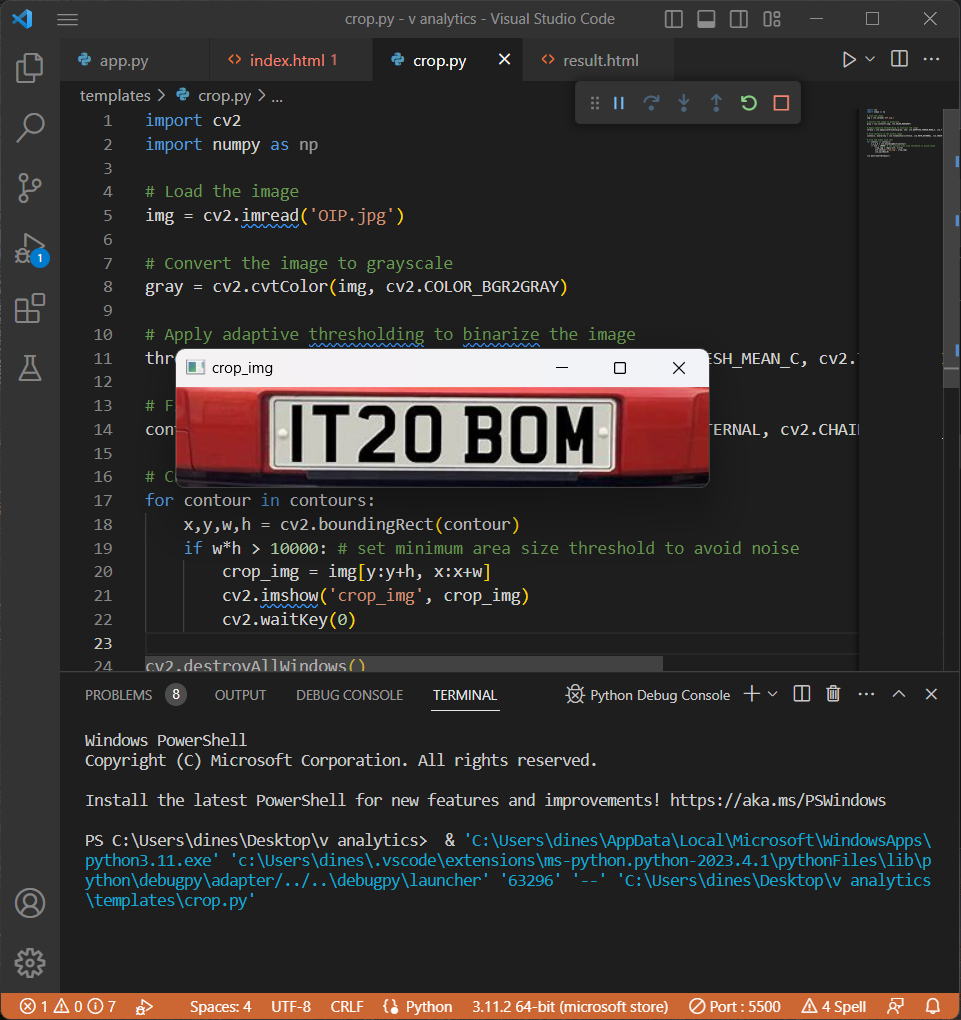 crop.py - v analytics - Visual Studio Code
app.py
index.html 1
crop.py
result.html
templates > crop.py > ...
1 import cv2
2 import numpy as np
3
4 # Load the image
5 img = cv2.imread('OIP.jpg')
6
7 # Convert the image to grayscale
8 gray = cv2.cvtColor(img, cv2.COLOR_BGR2GRAY)
9
10 # Apply adaptive thresholding to binarize the image
11 thr ESH_MEAN_C, cv2.
12
crop_img
13 # F
14 con TERNAL, cv2.CHAI
1T20 BOM
15
16 # C
17 for contour in contours:
18 x,y,w,h = cv2.boundingRect(contour)
19 if w*h > 10000: # set minimum area size threshold to avoid noise
20 crop_img = img[y:y+h, x:x+w]
21 cv2.imshow('crop_img', crop_img)
22 cv2.waitKey(0)
23
24 cv2.destroyAllWindows()
1
PROBLEMS 8 OUTPUT DEBUG CONSOLE TERMINAL Python Debug Console
Windows PowerShell
Copyright (C) Microsoft Corporation. All rights reserved.
Install the latest PowerShell for new features and improvements! https://aka.ms/PSWindows
PS C:\Users\dines\Desktop\v analytics>  & 'C:\Users\dines\AppData\Local\Microsoft\WindowsApps\
python3.11.exe' 'c:\Users\dines\.vscode\extensions\ms-python.python-2023.4.1\pythonFiles\lib\p
ython\debugpy\adapter/../..\debugpy\launcher' '63296' '--' 'C:\Users\dines\Desktop\v analytics
\templates\crop.py'
1 0 7 Spaces: 4 UTF-8 CRLF Python 3.11.2 64-bit (microsoft store) Port : 5500 4 Spell